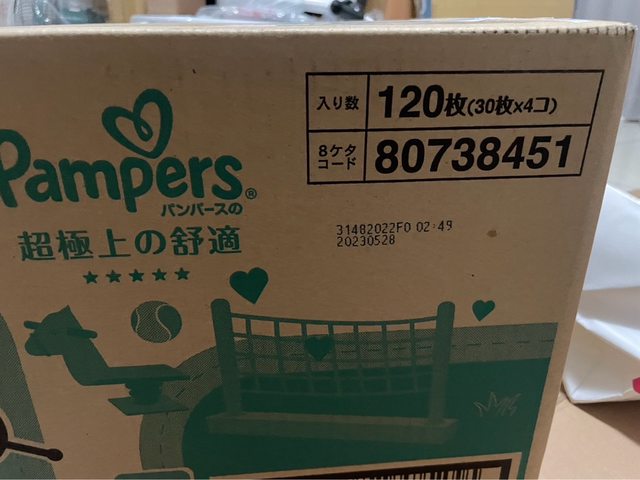 Pampers®
パンパースの
超極上の舒適
★★★★★
入り数 120枚(30枚×4コ)
8ケタコード 80738451
31482022F0 02:49
20230528